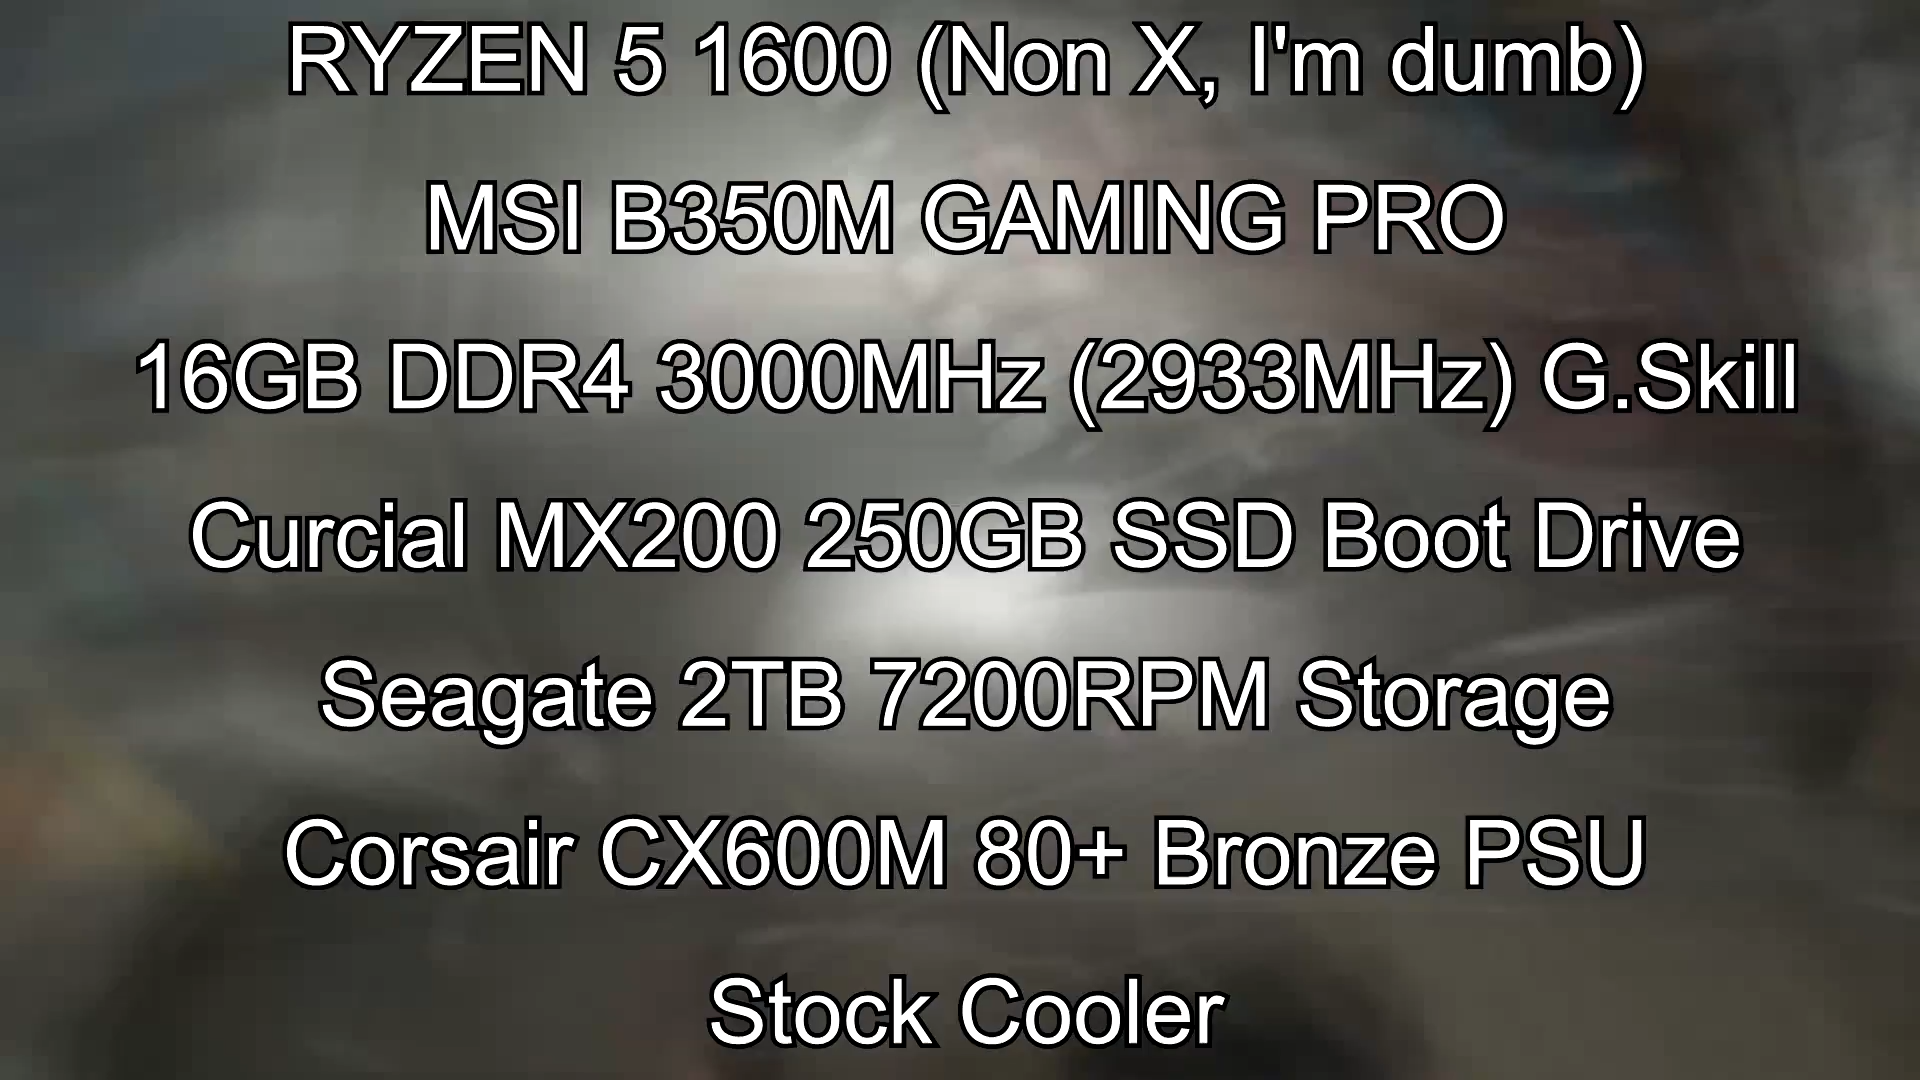 RYZEN 5 1600 (Non X, I'm dumb)
MSI B350M GAMING PRO
16GB DDR4 3000MHz (2933MHz) G.Skill
Curcial MX200 250GB SSD Boot Drive
Seagate 2TB 7200RPM Storage
Corsair CX600M 80+ Bronze PSU
Stock Cooler